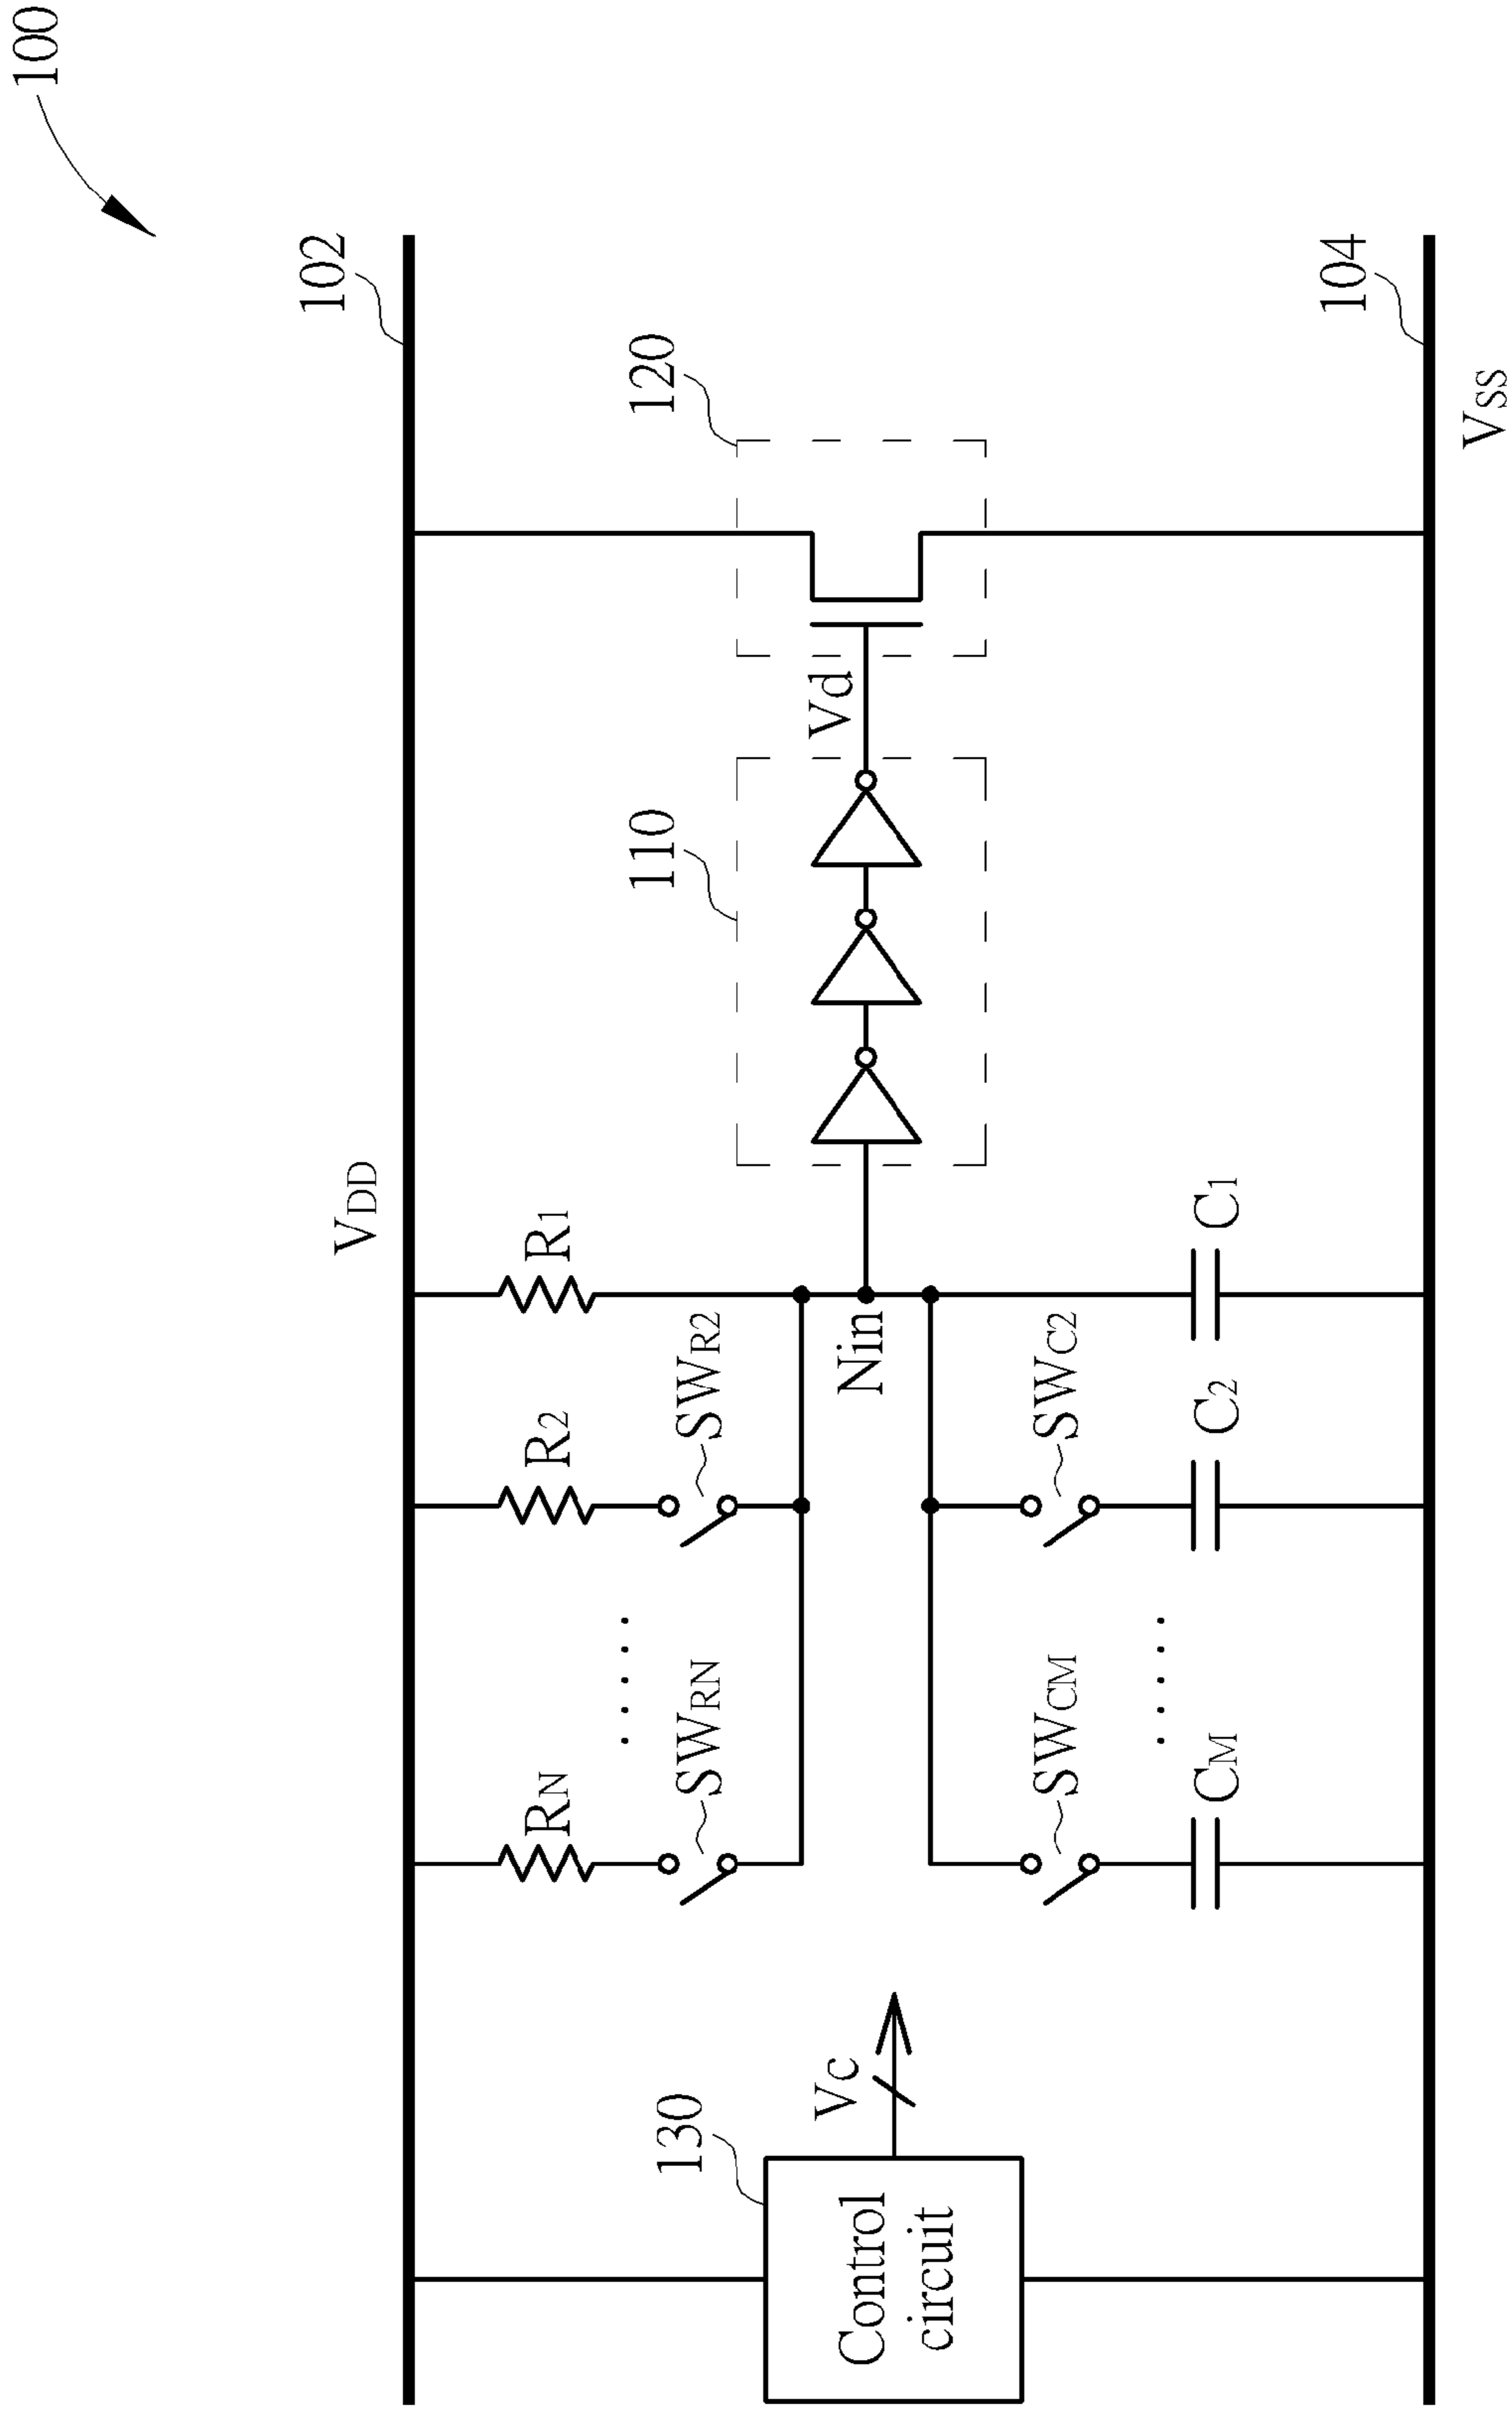 100
102
VDD
RN
R2
R1
SWRN
SWR2
130
110
120
Control
circuit
Vc
Nin
Vd
SWCM
SWC2
CM
C2
C1
104
VSS